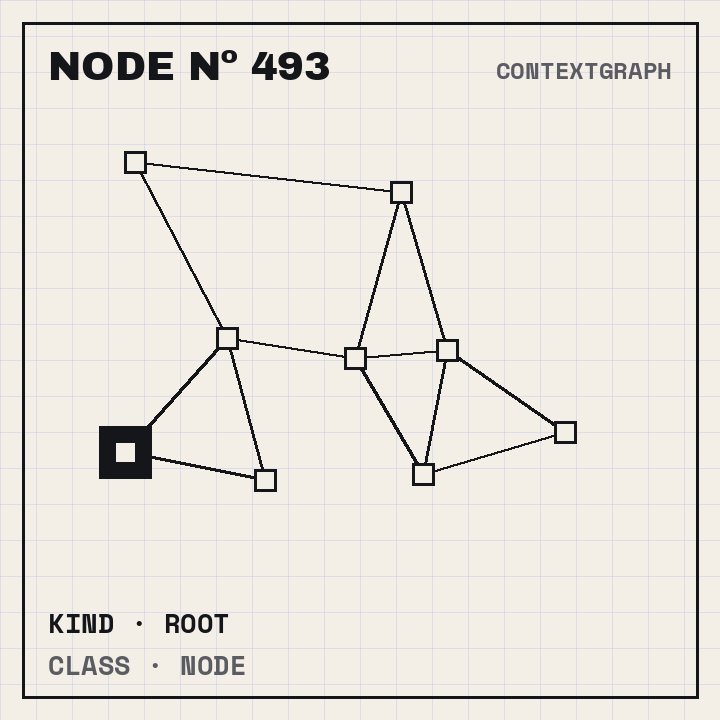 NODE Nº 493
CONTEXTGRAPH
KIND · ROOT
CLASS · NODE